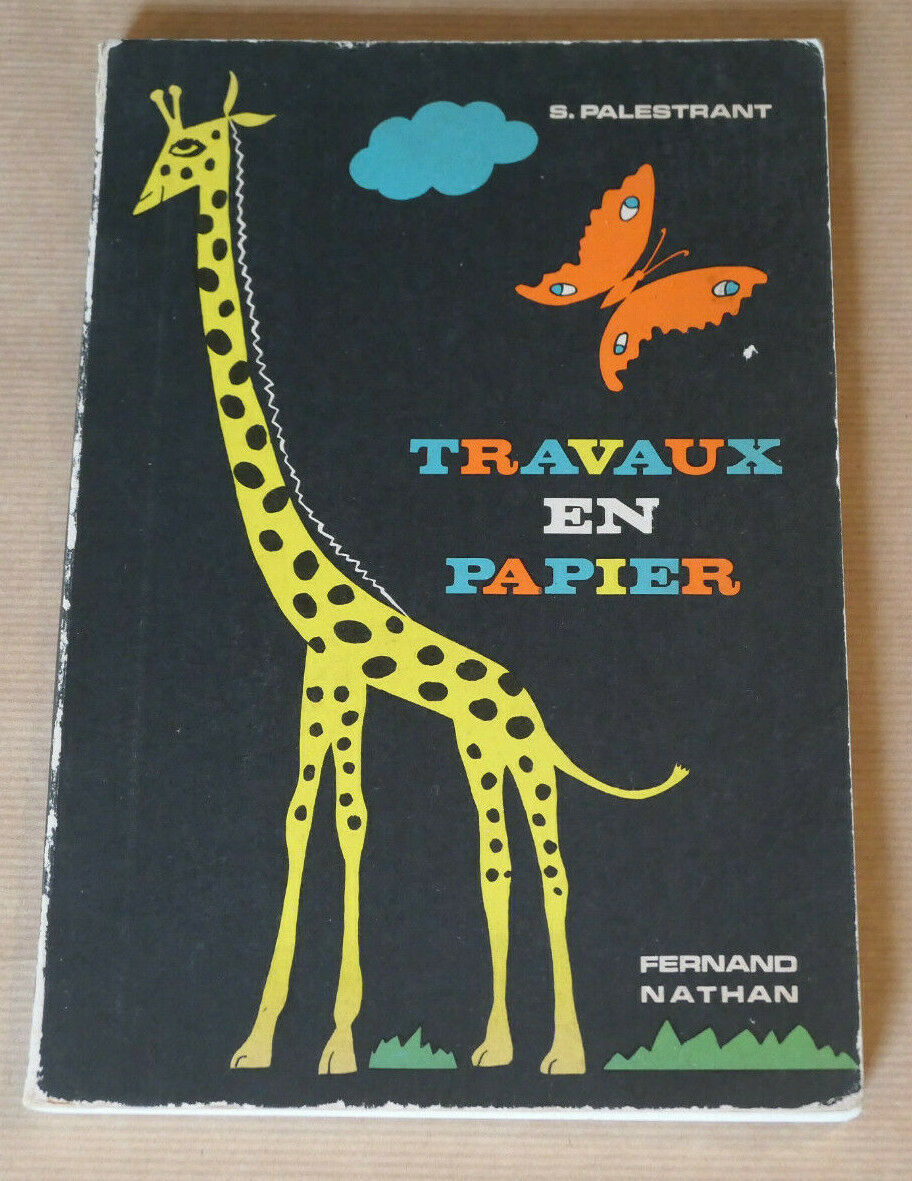 S. PALESTRANT
TRAVAUX
EN
PAPIER
FERNAND
NATHAN